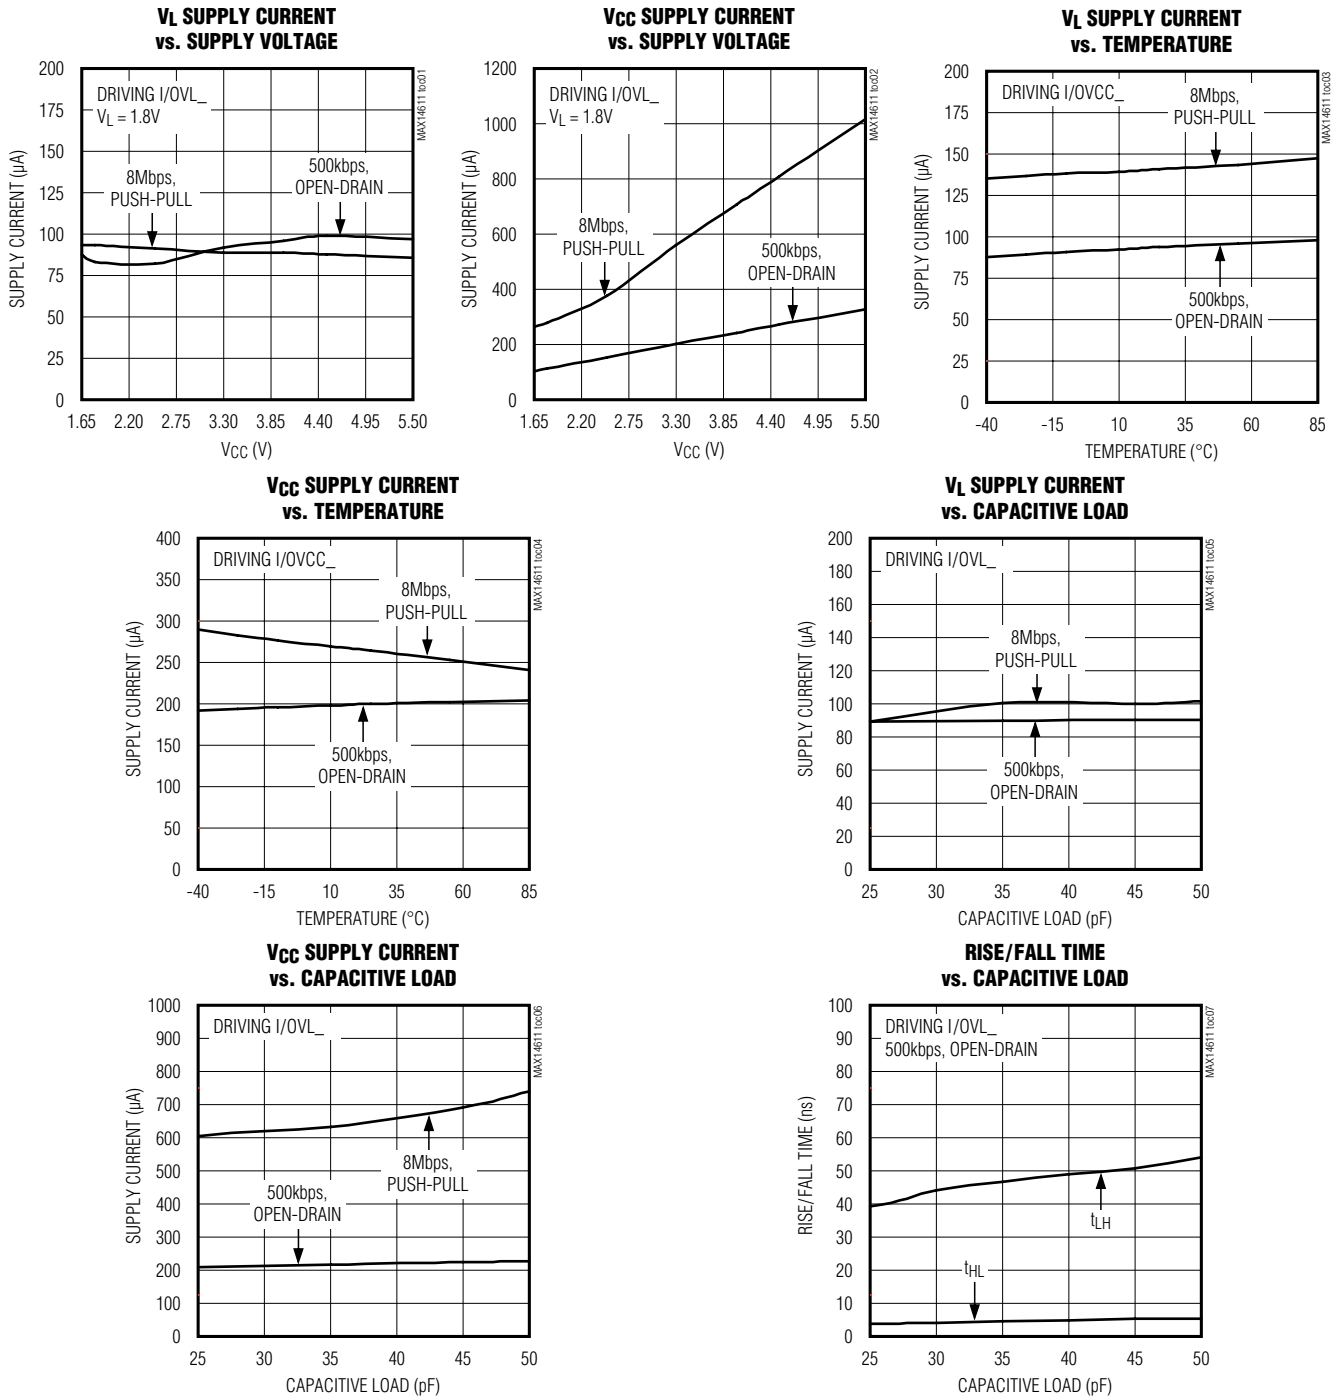 VL SUPPLY CURRENT
vs. SUPPLY VOLTAGE
SUPPLY CURRENT (µA)
200
175
150
125
100
75
50
25
0
DRIVING I/OVL_
VL = 1.8V
8Mbps,
PUSH-PULL
500kbps,
OPEN-DRAIN
MAX14611 toc01
1.65 2.20 2.75 3.30 3.85 4.40 4.95 5.50
VCC (V)
VCC SUPPLY CURRENT
vs. SUPPLY VOLTAGE
SUPPLY CURRENT (µA)
1200
1000
800
600
400
200
0
DRIVING I/OVL_
VL = 1.8V
8Mbps,
PUSH-PULL
500kbps,
OPEN-DRAIN
MAX14611 toc02
1.65 2.20 2.75 3.30 3.85 4.40 4.95 5.50
VCC (V)
VL SUPPLY CURRENT
vs. TEMPERATURE
SUPPLY CURRENT (µA)
200
175
150
125
100
75
50
25
0
DRIVING I/OVCC_
8Mbps,
PUSH-PULL
500kbps,
OPEN-DRAIN
MAX14611 toc03
-40 -15 10 35 60 85
TEMPERATURE (°C)
VCC SUPPLY CURRENT
vs. TEMPERATURE
SUPPLY CURRENT (µA)
400
350
300
250
200
150
100
50
0
DRIVING I/OVCC_
8Mbps,
PUSH-PULL
500kbps,
OPEN-DRAIN
MAX14611 toc04
-40 -15 10 35 60 85
TEMPERATURE (°C)
VL SUPPLY CURRENT
vs. CAPACITIVE LOAD
SUPPLY CURRENT (µA)
200
180
160
140
120
100
80
60
40
20
0
DRIVING I/OVL_
8Mbps,
PUSH-PULL
500kbps,
OPEN-DRAIN
MAX14611 toc05
25 30 35 40 45 50
CAPACITIVE LOAD (pF)
VCC SUPPLY CURRENT
vs. CAPACITIVE LOAD
SUPPLY CURRENT (µA)
1000
900
800
700
600
500
400
300
200
100
0
DRIVING I/OVL_
8Mbps,
PUSH-PULL
500kbps,
OPEN-DRAIN
MAX14611 toc06
25 30 35 40 45 50
CAPACITIVE LOAD (pF)
RISE/FALL TIME
vs. CAPACITIVE LOAD
RISE/FALL TIME (ns)
100
90
80
70
60
50
40
30
20
10
0
DRIVING I/OVL_
500kbps, OPEN-DRAIN
tLH
tHL
MAX14611 toc07
25 30 35 40 45 50
CAPACITIVE LOAD (pF)